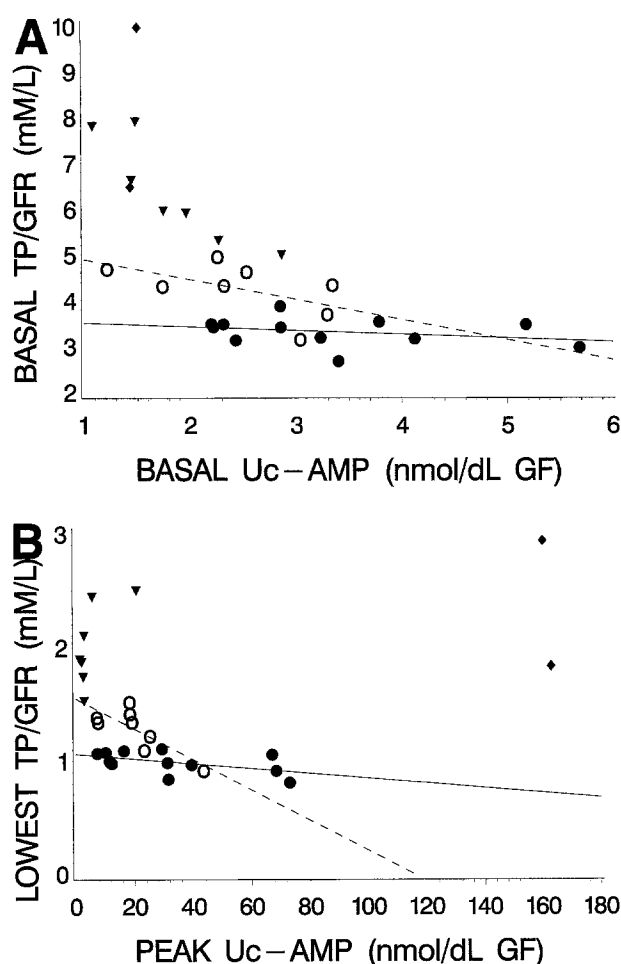 A
10
9
8
7
6
5
4
3
2
BASAL TP/GFR (mM/L)
1 2 3 4 5 6
BASAL Uc-AMP (nmol/dL GF)
B
3
2
1
0
LOWEST TP/GFR (mM/L)
0 20 40 60 80 100 120 140 160 180
PEAK Uc-AMP (nmol/dL GF)